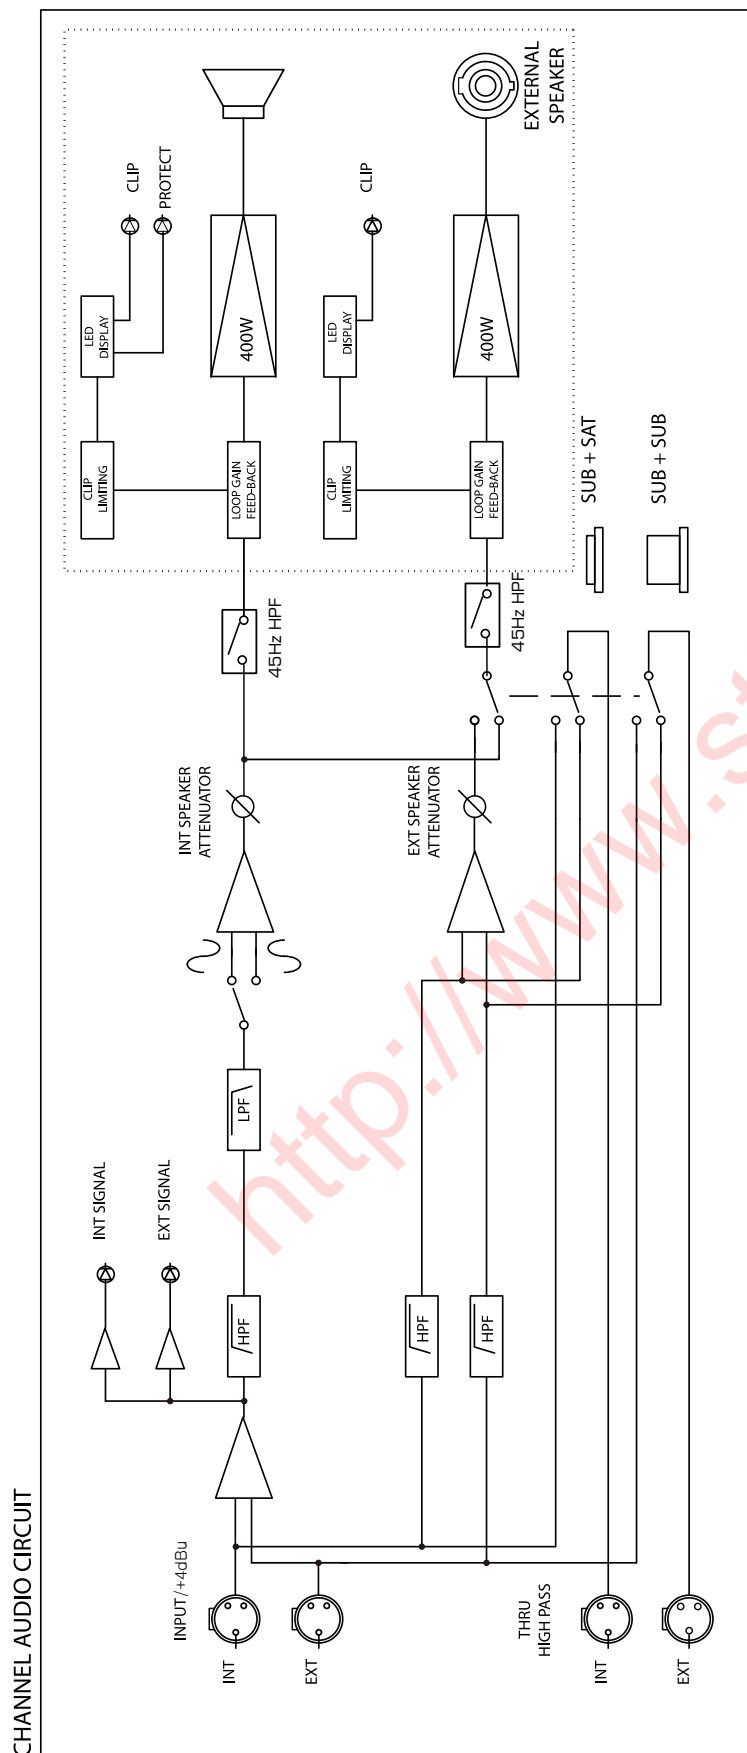 CHANNEL AUDIO CIRCUIT
INPUT/+4dBu
INT
EXT
THRU
HIGH PASS
INT
EXT
INT SIGNAL
EXT SIGNAL
HPF
HPF
HPF
LPF
INT SPEAKER
ATTENUATOR
EXT SPEAKER
ATTENUATOR
45Hz HPF
45Hz HPF
CLIP
LIMITING
LOOP GAIN
FEED-BACK
CLIP
LIMITING
LOOP GAIN
FEED-BACK
SUB + SAT
SUB + SUB
LED
DISPLAY
400W
LED
DISPLAY
400W
CLIP
PROTECT
CLIP
EXTERNAL
SPEAKER
http://www.st